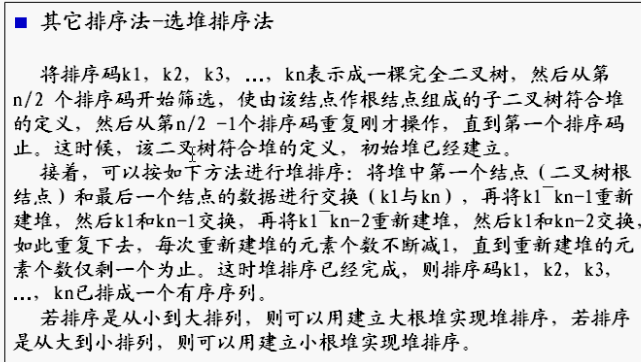 ■ 其它排序法-选堆排序法
将排序码k1, k2, k3, ..., kn表示成一棵完全二叉树, 然后从第
n/2 个排序码开始筛选, 使由该结点作根结点组成的子二叉树符合堆
的定义, 然后从第n/2 -1个排序码重复刚才操作, 直到第一个排序码
止。这时候, 该二叉树符合堆的定义, 初始堆已经建立。
接着, 可以按如下方法进行堆排序: 将堆中第一个结点 (二叉树根
结点) 和最后一个结点的数据进行交换 (k1与kn), 再将k1¯kn-1重新
建堆, 然后k1和kn-1交换, 再将k1¯kn-2重新建堆, 然后k1和kn-2交换,
如此重复下去, 每次重新建堆的元素个数不断减1, 直到重新建堆的元
素个数仅剩一个为止。这时堆排序已经完成, 则排序码k1, k2, k3,
..., kn已排成一个有序序列。
若排序是从小到大排列, 则可以用建立大根堆实现堆排序, 若排序
是从大到小排列, 则可以用建立小根堆实现堆排序。